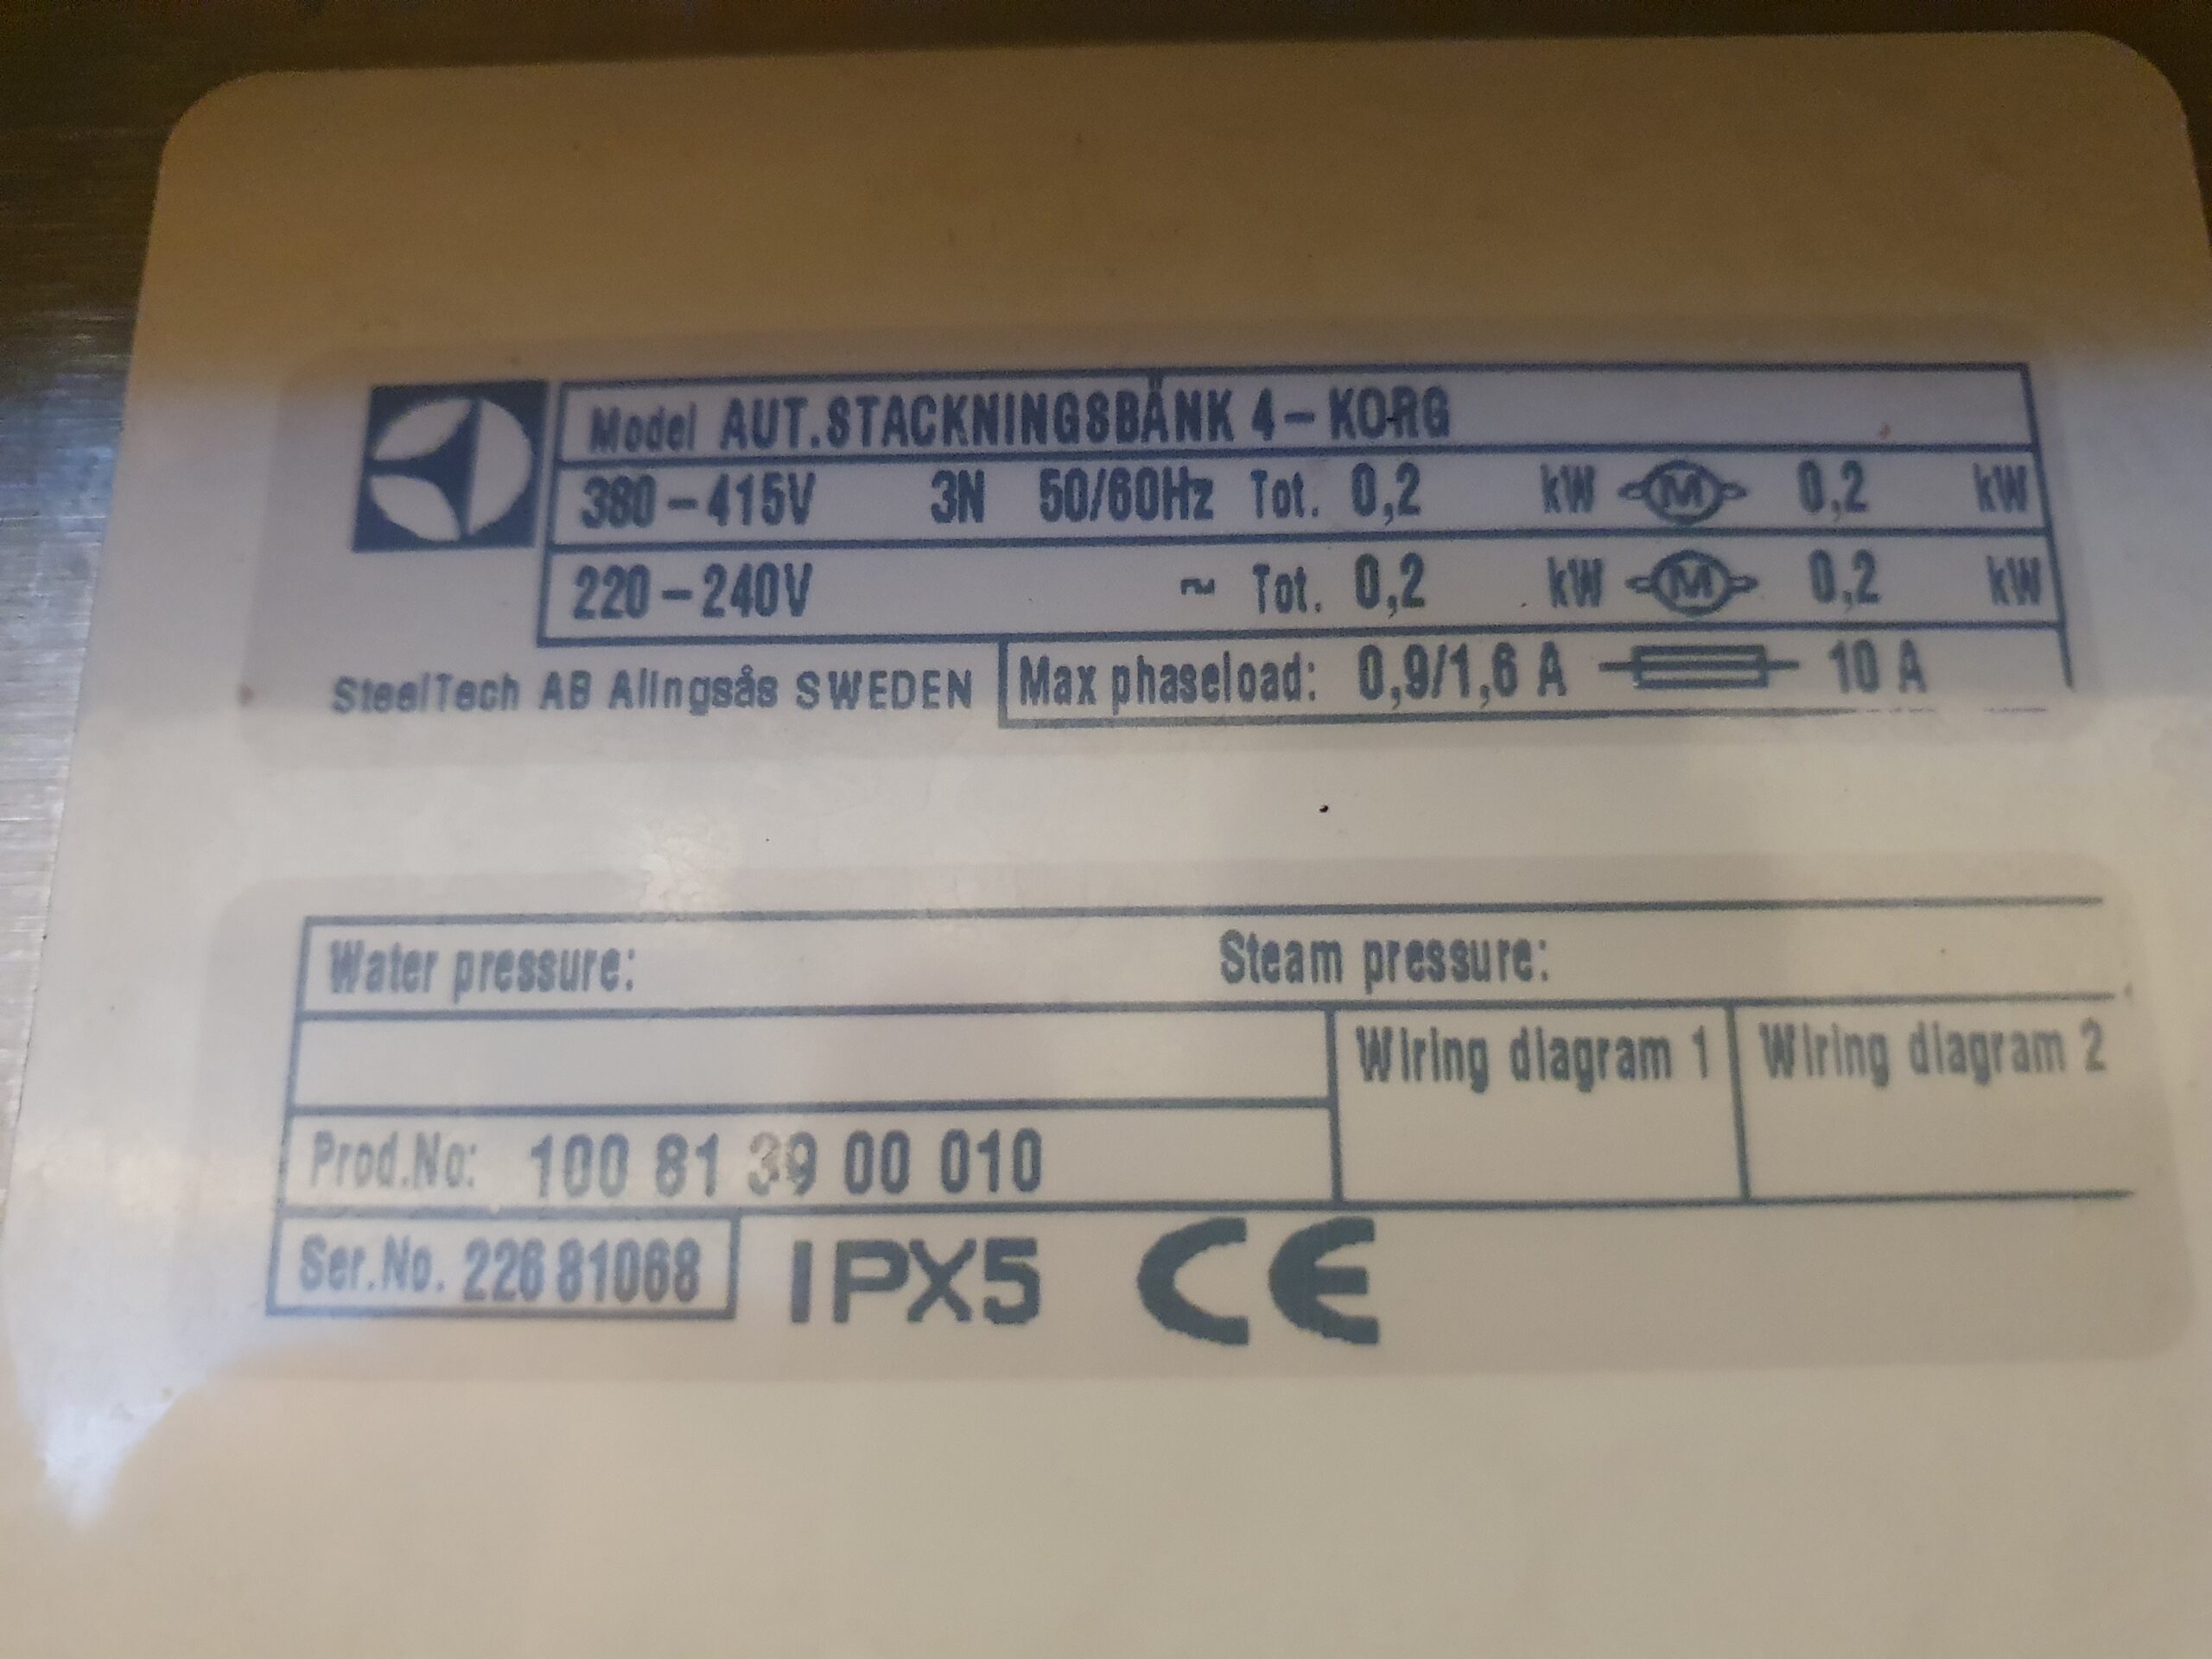 Model AUT.STACKNINGSBÄNK 4-KORG
380-415V 3N 50/60Hz Tot. 0,2 kW M 0,2 kW
220-240V ~ Tot. 0,2 kW M 0,2 kW
SteelTech AB Alingsås SWEDEN Max phaseload: 0,9/1,6 A 10 A
Water pressure: Steam pressure:
Wiring diagram 1 Wiring diagram 2
Prod.No: 100 81 39 00 010
Ser.No. 226 81068 IPX5 CE